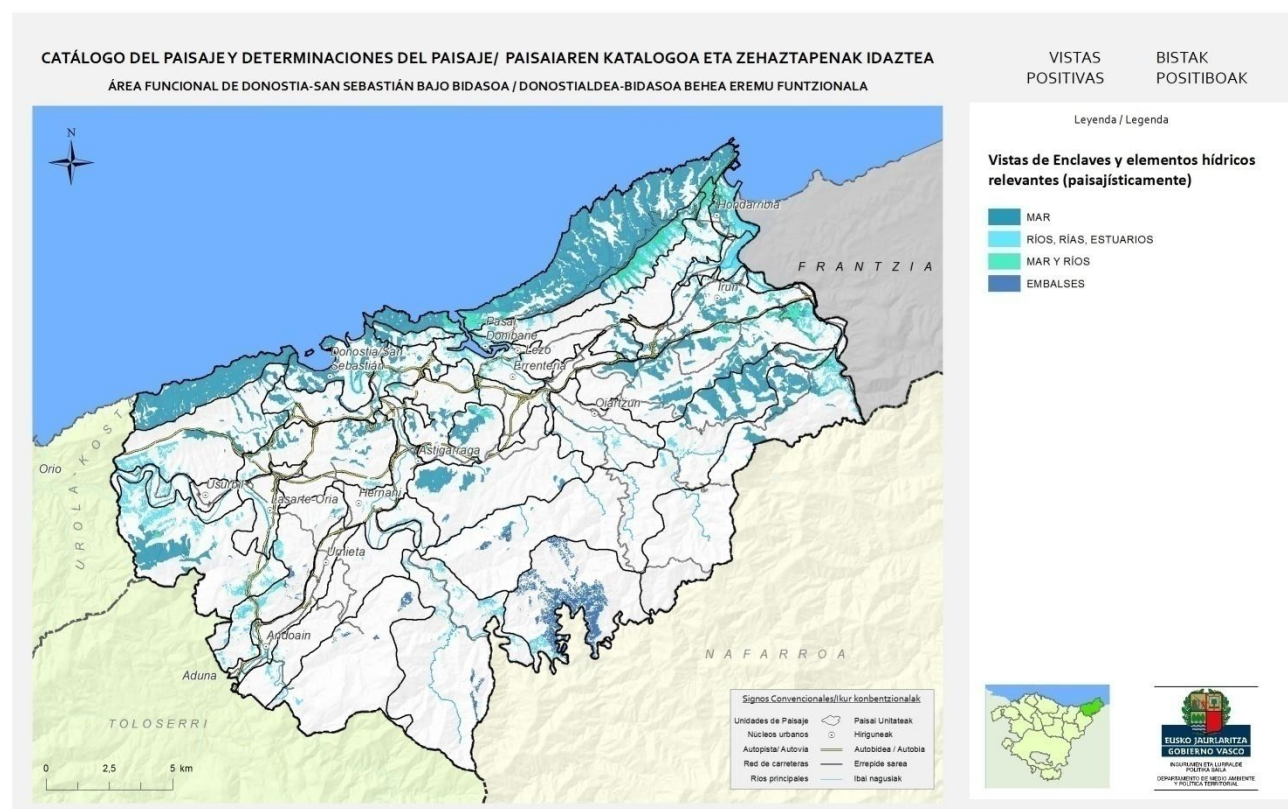 CATÁLOGO DEL PAISAJE Y DETERMINACIONES DEL PAISAJE/ PAISAIAREN KATALOGOA ETA ZEHAZTAPENAK IDAZTEA
ÁREA FUNCIONAL DE DONOSTIA-SAN SEBASTIÁN BAJO BIDASOA / DONOSTIALDEA-BIDASOA BEHEA EREMU FUNTZIONALA
VISTAS POSITIVAS
BISTAK POSITIBOAK
Leyenda / Legenda
Vistas de Enclaves y elementos hídricos
relevantes (paisajísticamente)
MAR
RÍOS, RÍAS, ESTUARIOS
MAR Y RÍOS
EMBALSES
N
Hondarribia
FRANTZIA
Irun
Pasai
Donibane
Lezo
Errenteria
Donostia/San
Sebastián
Oiartzun
Astigarraga
Orio
UROLA-KOSTA
Usurbil
Lasarte-Oria
Hernani
Urnieta
Andoain
Aduna
NAFARROA
TOLOSERRI
0 2,5 5 km
Signos Convencionales/Ikur konbentzionalak
Unidades de Paisaje Paisai Unitateak
Núcleos urbanos Hiriguneak
Autopista/ Autovía Autobidea / Autobia
Red de carreteras Errepide sarea
Ríos principales Ibai nagusiak
EUSKO JAURLARITZA
GOBIERNO VASCO
INGURUMEN ETA LURRALDE
POLITIKA SAILA
DEPARTAMENTO DE MEDIO AMBIENTE
Y POLÍTICA TERRITORIAL